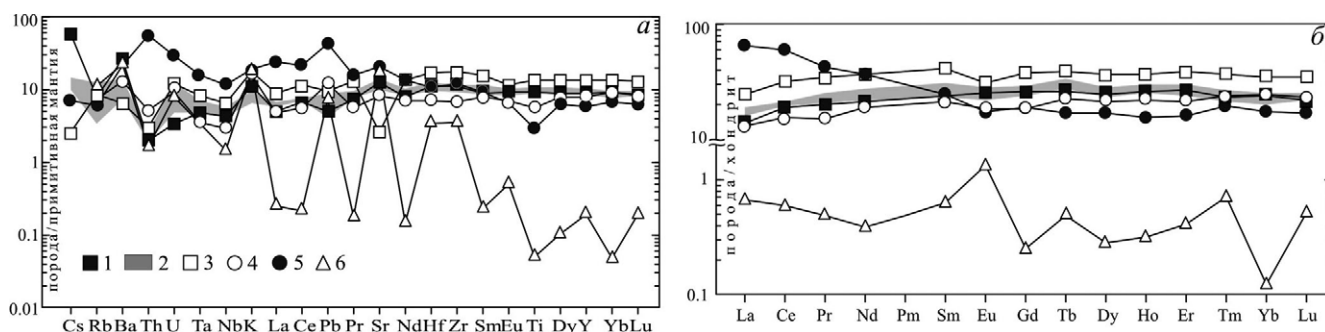 а
100
10
1
0.1
0.01
порода/примитивная мантия
1 2 3 4 5 6
Cs Rb Ba Th U Ta Nb K La Ce Pb Pr Sr Nd Hf Zr Sm Eu Ti Dy Y Yb Lu
б
100
10
1
0.1
порода/хондрит
La Ce Pr Nd Pm Sm Eu Gd Tb Dy Ho Er Tm Yb Lu